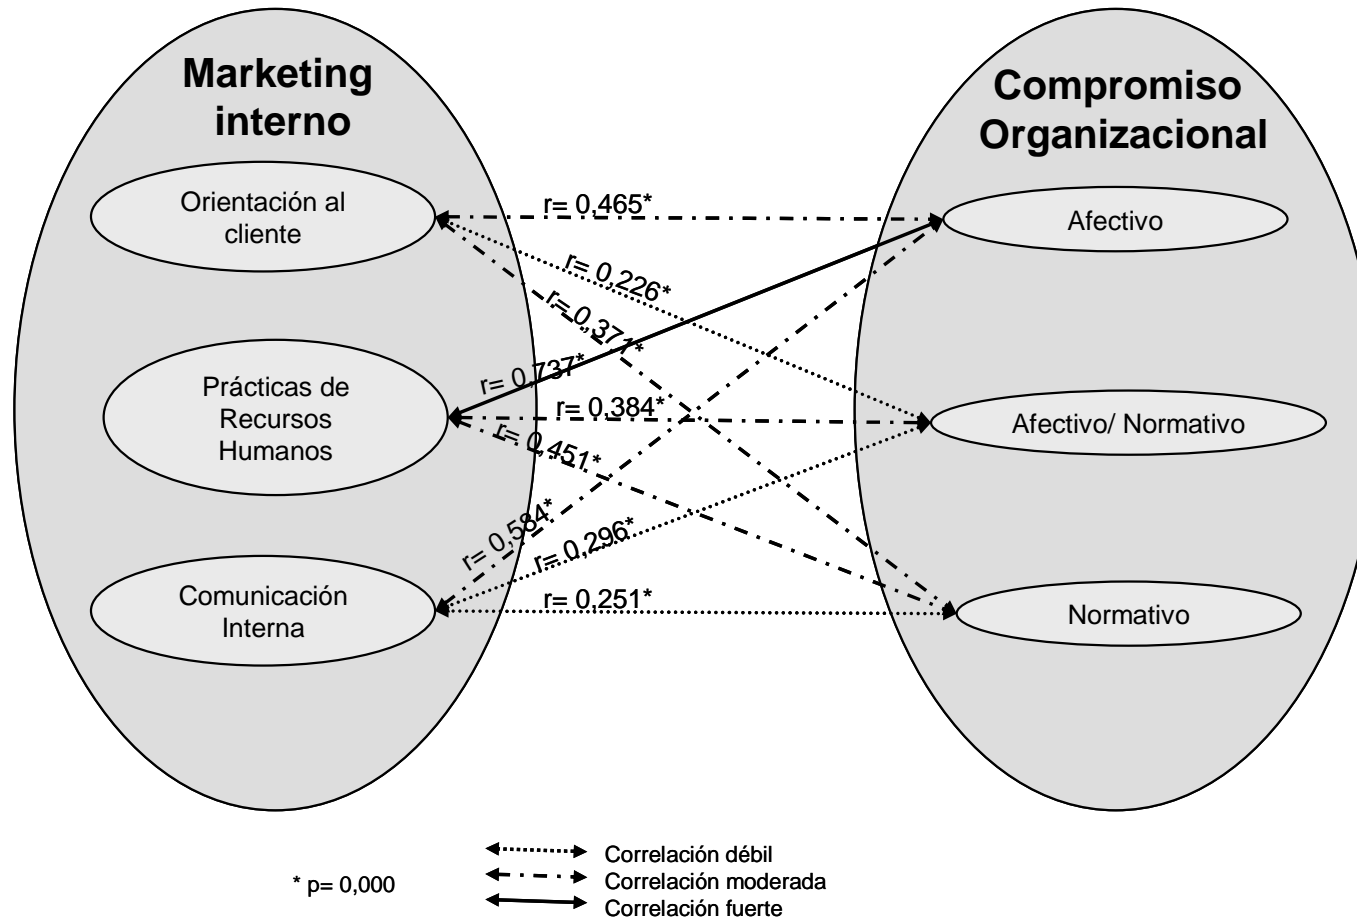 Marketing
interno
Compromiso
Organizacional
Orientación al
cliente
r= 0,465*
Afectivo
r= 0,226*
r= 0,371*
Prácticas de
Recursos
Humanos
r= 0,737*
r= 0,384*
r= 0,451*
Afectivo/ Normativo
r= 0,584*
r= 0,296*
Comunicación
Interna
r= 0,251*
Normativo
* p= 0,000
Correlación débil
Correlación moderada
Correlación fuerte